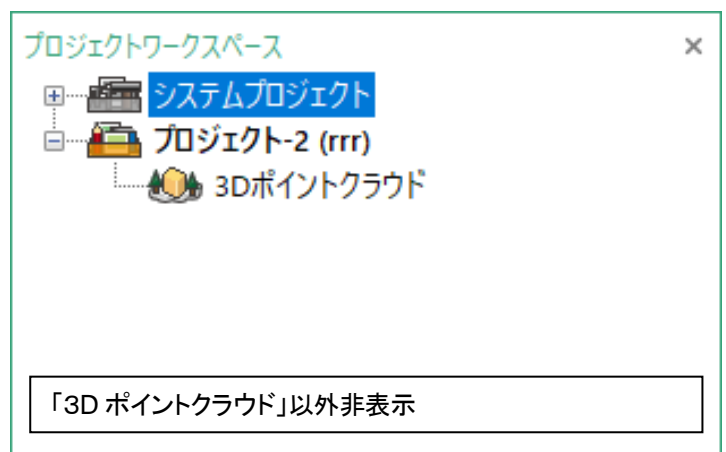 プロジェクトワークスペース
システムプロジェクト
プロジェクト-2 (rrr)
3Dポイントクラウド
「3D ポイントクラウド」以外非表示